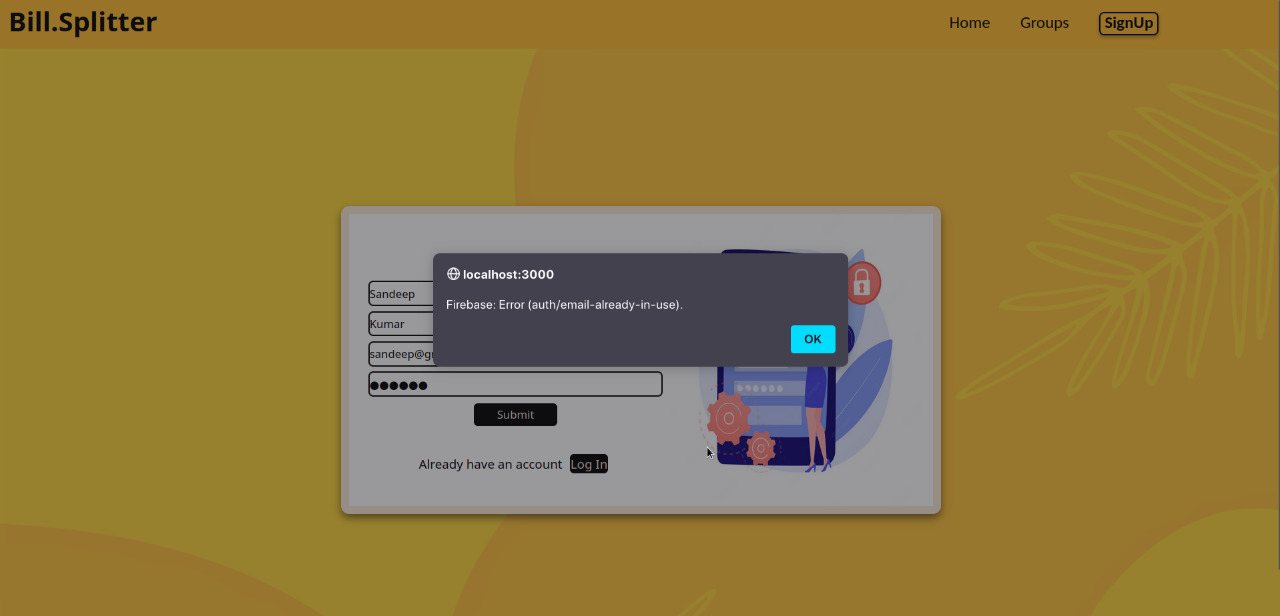 Bill.Splitter
Home
Groups
SignUp
localhost:3000
Firebase: Error (auth/email-already-in-use).
OK
Sandeep
Kumar
●●●●●●
Submit
Already have an account
Log In